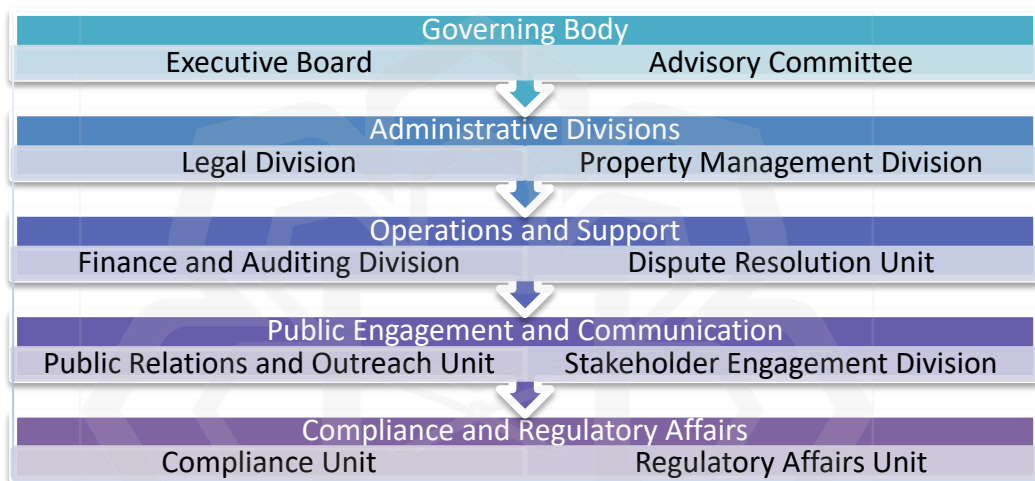 Governing Body
Executive Board
Advisory Committee
Administrative Divisions
Legal Division
Property Management Division
Operations and Support
Finance and Auditing Division
Dispute Resolution Unit
Public Engagement and Communication
Public Relations and Outreach Unit
Stakeholder Engagement Division
Compliance and Regulatory Affairs
Compliance Unit
Regulatory Affairs Unit